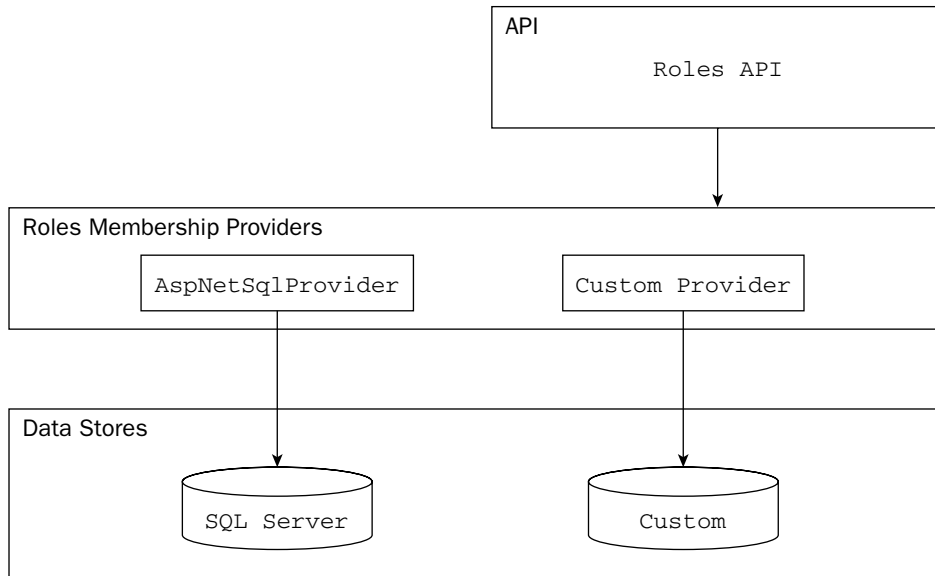 API
Roles API
Roles Membership Providers
AspNetSqlProvider
Custom Provider
Data Stores
SQL Server
Custom